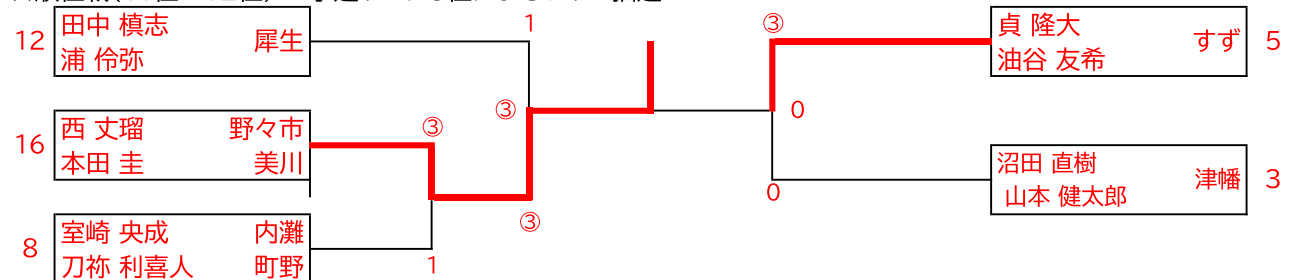 12
田中 槙志
浦 伶弥
犀生
1
③
貞 隆大
油谷 友希
すず
5
16
西 丈瑠
野々市
本田 圭
美川
③
③
0
沼田 直樹
山本 健太郎
津幡
3
0
8
室崎 央成
内灘
刀祢 利喜人
町野
③
1